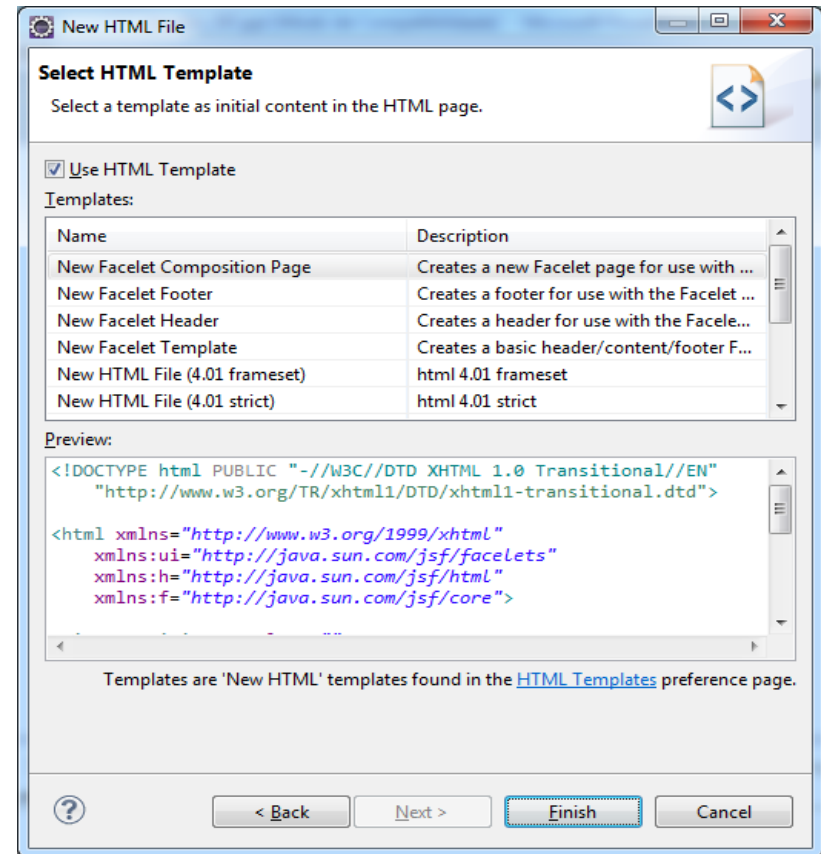 New HTML File
Select HTML Template
Select a template as initial content in the HTML page.
Use HTML Template
Templates:
Name Description
New Facelet Composition Page Creates a new Facelet page for use with ...
New Facelet Footer Creates a footer for use with the Facelet ...
New Facelet Header Creates a header for use with the Facele...
New Facelet Template Creates a basic header/content/footer F...
New HTML File (4.01 frameset) html 4.01 frameset
New HTML File (4.01 strict) html 4.01 strict
Preview:
<!DOCTYPE html PUBLIC "-//W3C//DTD XHTML 1.0 Transitional//EN"
"http://www.w3.org/TR/xhtml1/DTD/xhtml1-transitional.dtd">
<html xmlns="http://www.w3.org/1999/xhtml"
xmlns:ui="http://java.sun.com/jsf/facelets"
xmlns:h="http://java.sun.com/jsf/html"
xmlns:f="http://java.sun.com/jsf/core">
Templates are 'New HTML' templates found in the HTML Templates preference page.
< Back Next > Finish Cancel